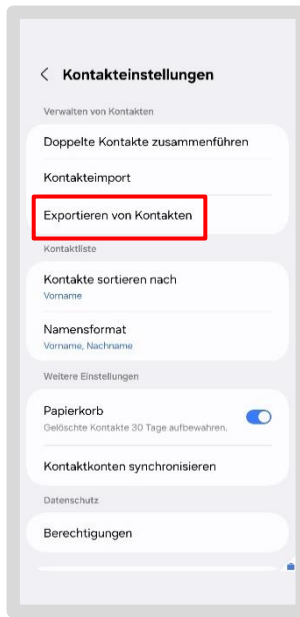 Kontakteinstellungen
Verwalten von Kontakten
Doppelte Kontakte zusammenführen
Kontakteimport
Exportieren von Kontakten
Kontaktliste
Kontakte sortieren nach
Vorname
Namensformat
Vorname, Nachname
Weitere Einstellungen
Papierkorb
Gelöschte Kontakte 30 Tage aufbewahren.
Kontaktkonten synchronisieren
Datenschutz
Berechtigungen